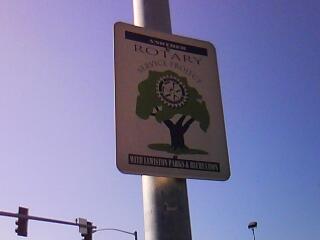 ANOTHER
ROTARY
SERVICE PROJECT
WITH LEWISTON PARKS & RECREATION